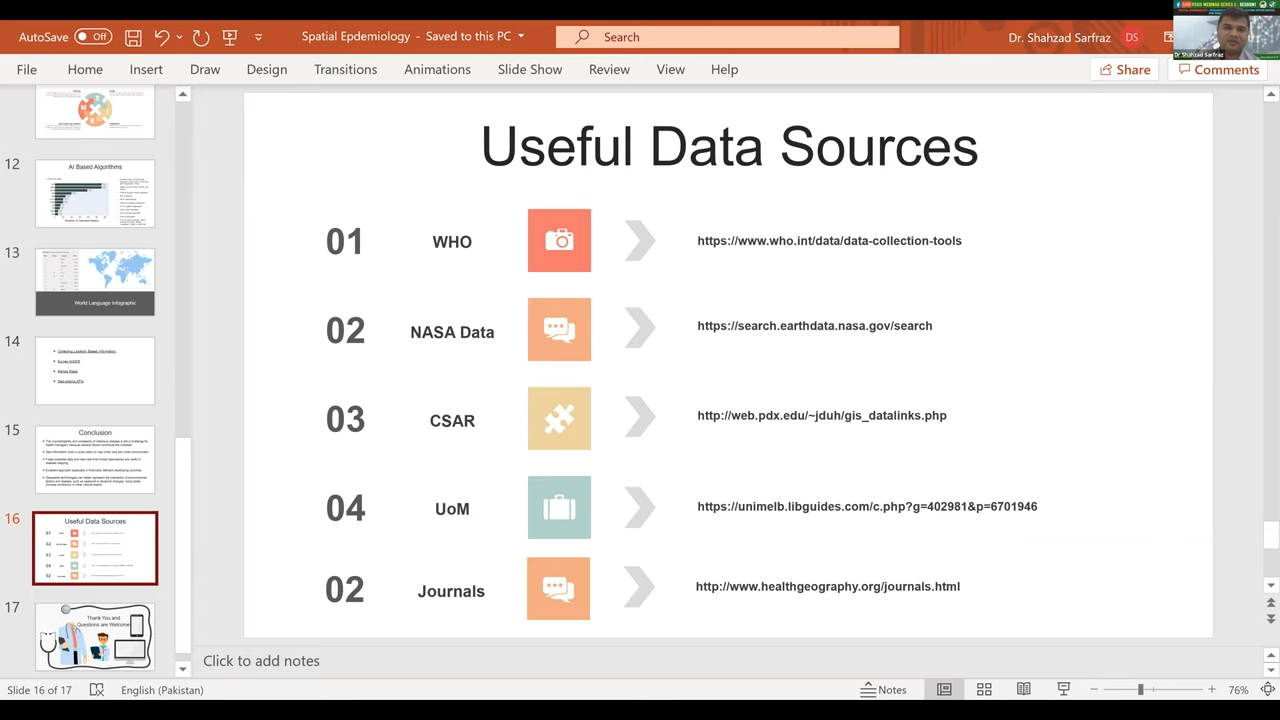 AutoSave Off
Spatial Epidemiology - Saved to this PC
Search
Dr. Shahzad Sarfraz
DS
Dr Shahzad Sarfraz
File Home Insert Draw Design Transitions Animations Slide Show Review View Help
Share
Comments
12
AI Based Algorithms
13
World Language Infographic
14
15
Conclusion
16
Useful Data Sources
17
Thank You and
Questions are Welcome
Useful Data Sources
01 WHO https://www.who.int/data/data-collection-tools
02 NASA Data https://search.earthdata.nasa.gov/search
03 CSAR http://web.pdx.edu/~jduh/gis_datalinks.php
04 UoM https://unimelb.libguides.com/c.php?g=402981&p=6701946
02 Journals http://www.healthgeography.org/journals.html
Click to add notes
Slide 16 of 17
English (Pakistan)
Notes
76%